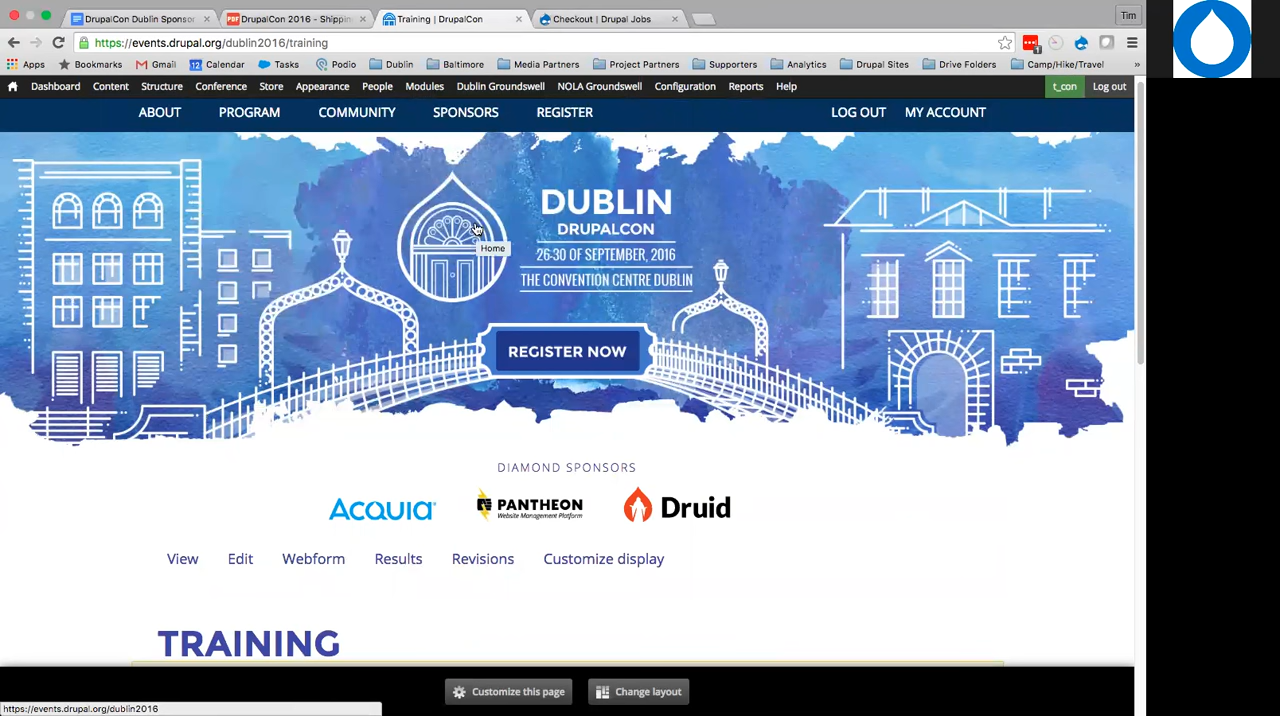 DrupalCon Dublin Sponsor
DrupalCon 2016 - Shippin
Training | DrupalCon
Checkout | Drupal Jobs
Tim
https://events.drupal.org/dublin2016/training
Apps Bookmarks Gmail Calendar Tasks Podio Dublin Baltimore Media Partners Project Partners Supporters Analytics Drupal Sites Drive Folders Camp/Hike/Travel »
Dashboard Content Structure Conference Store Appearance People Modules Dublin Groundswell NOLA Groundswell Configuration Reports Help t_con Log out
ABOUT PROGRAM COMMUNITY SPONSORS REGISTER LOG OUT MY ACCOUNT
DUBLIN
DRUPALCON
26-30 OF SEPTEMBER, 2016
THE CONVENTION CENTRE DUBLIN
Home
REGISTER NOW
DIAMOND SPONSORS
ACQUIA
PANTHEON
Website Management Platform
Druid
View Edit Webform Results Revisions Customize display
TRAINING
Customize this page Change layout
https://events.drupal.org/dublin2016